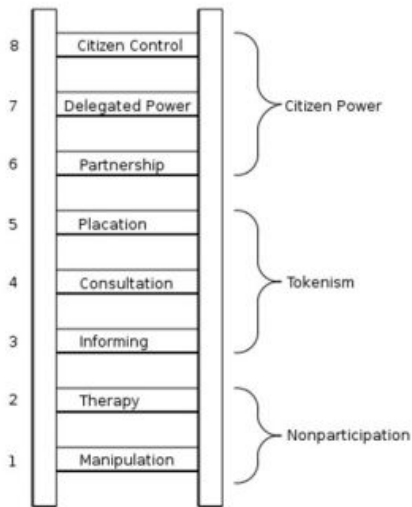 8 Citizen Control
7 Delegated Power
Citizen Power
6 Partnership
5 Placation
4 Consultation
Tokenism
3 Informing
2 Therapy
Nonparticipation
1 Manipulation